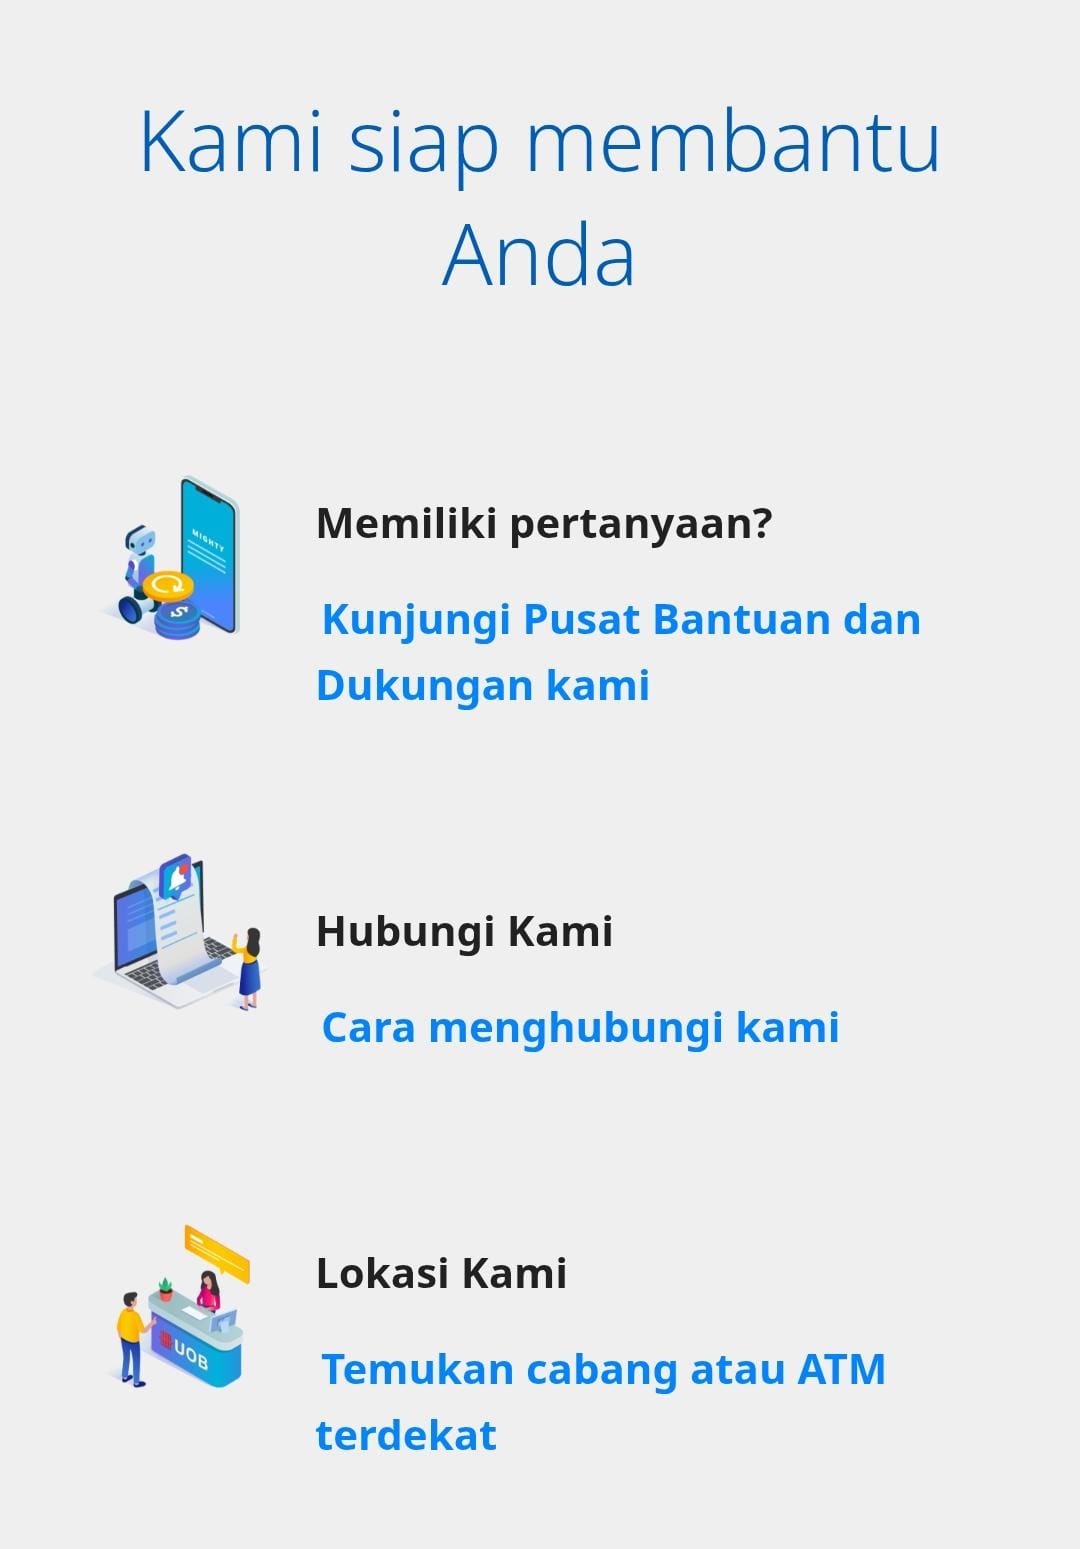 Kami siap membantu
Anda
MIGHTY
Memiliki pertanyaan?
Kunjungi Pusat Bantuan dan
Dukungan kami
Hubungi Kami
Cara menghubungi kami
Lokasi Kami
UOB
Temukan cabang atau ATM
terdekat